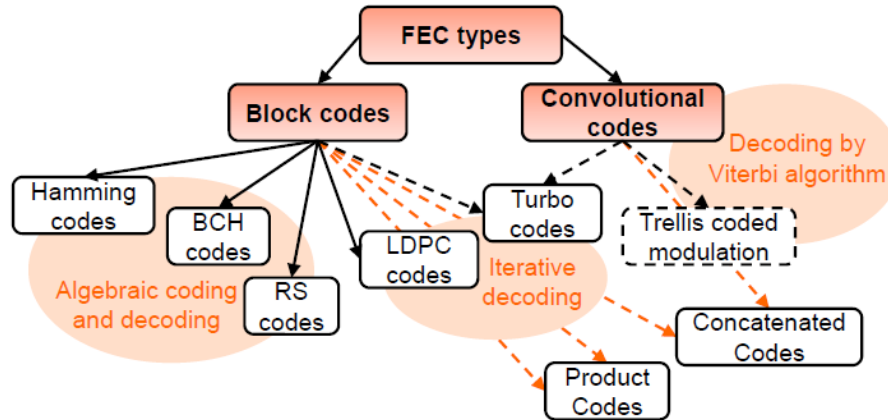 FEC types
Block codes
Convolutional
codes
Decoding by
Viterbi algorithm
Hamming
codes
BCH
codes
RS
codes
LDPC
codes
Turbo
codes
Trellis coded
modulation
Algebraic coding
and decoding
Iterative
decoding
Concatenated
Codes
Product
Codes